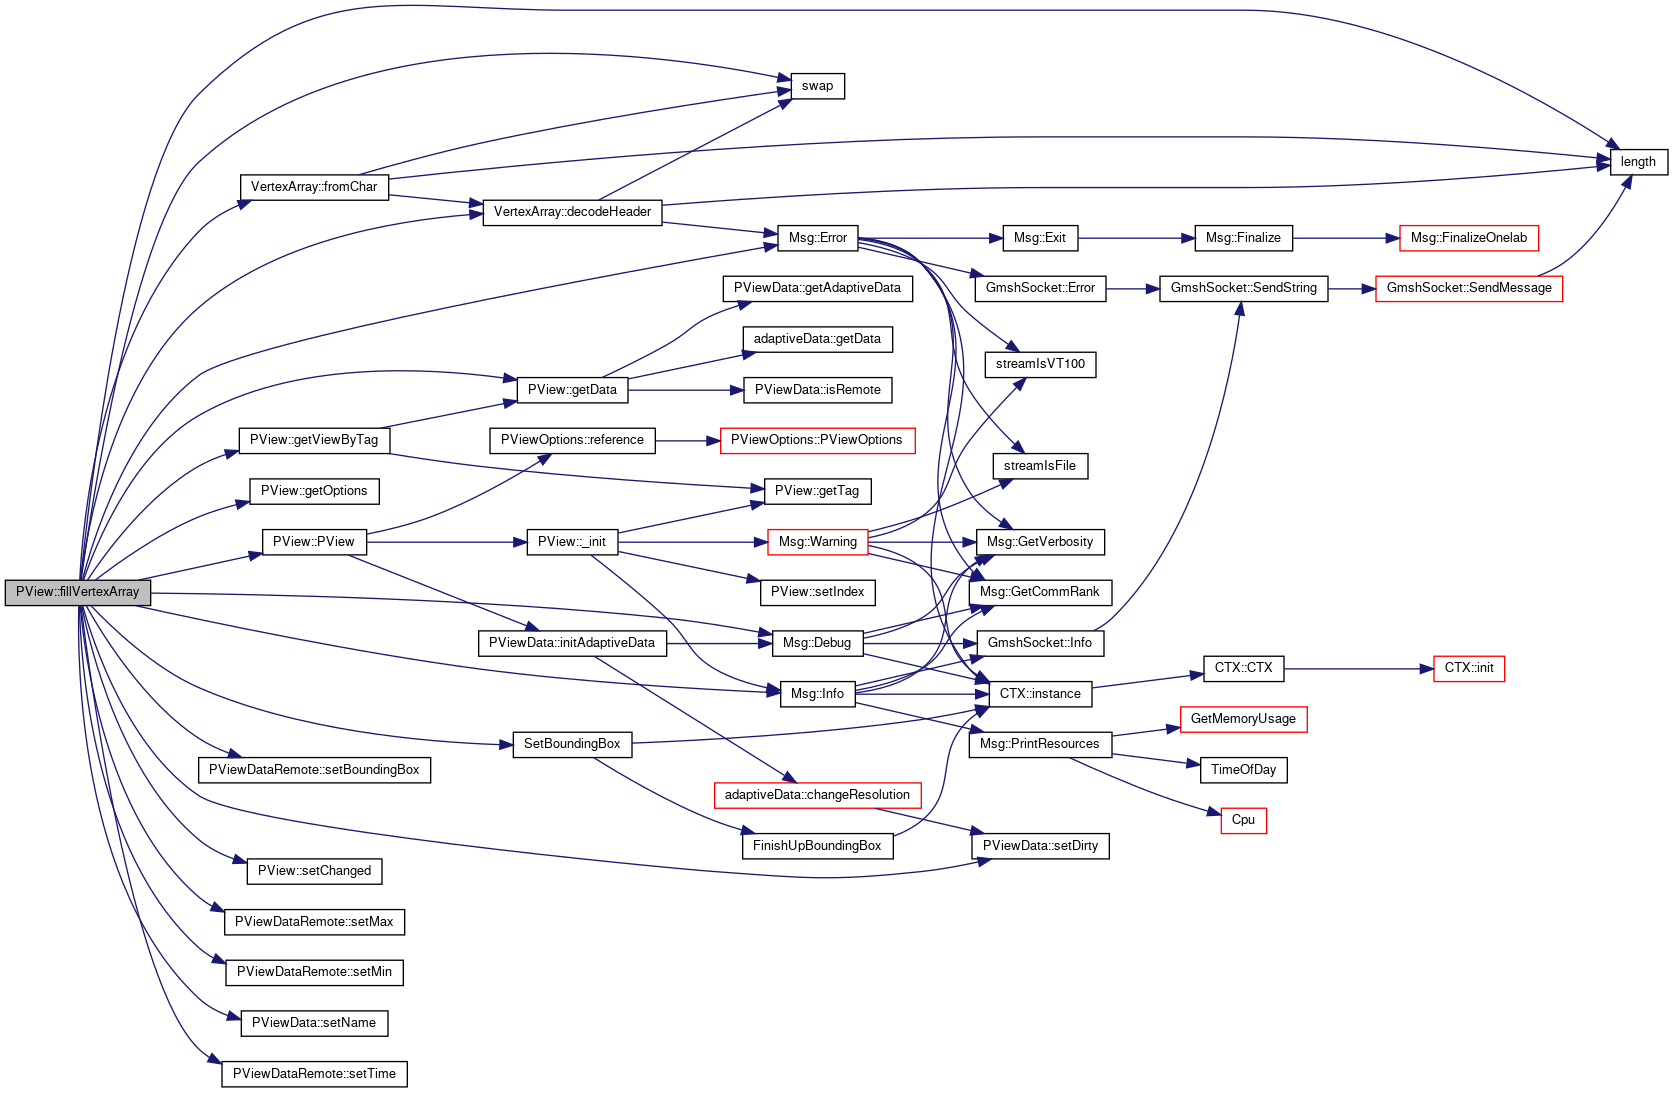 swap
length
VertexArray::fromChar
VertexArray::decodeHeader
Msg::Error
Msg::Exit
Msg::Finalize
Msg::FinalizeOnelab
PViewData::getAdaptiveData
GmshSocket::Error
GmshSocket::SendString
GmshSocket::SendMessage
adaptiveData::getData
streamIsVT100
PView::getData
PViewData::isRemote
PView::getViewByTag
PViewOptions::reference
PViewOptions::PViewOptions
streamIsFile
PView::getOptions
PView::getTag
PView::PView
PView::_init
Msg::Warning
Msg::GetVerbosity
PView::fillVertexArray
PView::setIndex
Msg::GetCommRank
PViewData::initAdaptiveData
Msg::Debug
GmshSocket::Info
CTX::CTX
CTX::init
Msg::Info
CTX::instance
GetMemoryUsage
SetBoundingBox
Msg::PrintResources
PViewDataRemote::setBoundingBox
TimeOfDay
adaptiveData::changeResolution
Cpu
FinishUpBoundingBox
PViewData::setDirty
PView::setChanged
PViewDataRemote::setMax
PViewDataRemote::setMin
PViewData::setName
PViewDataRemote::setTime